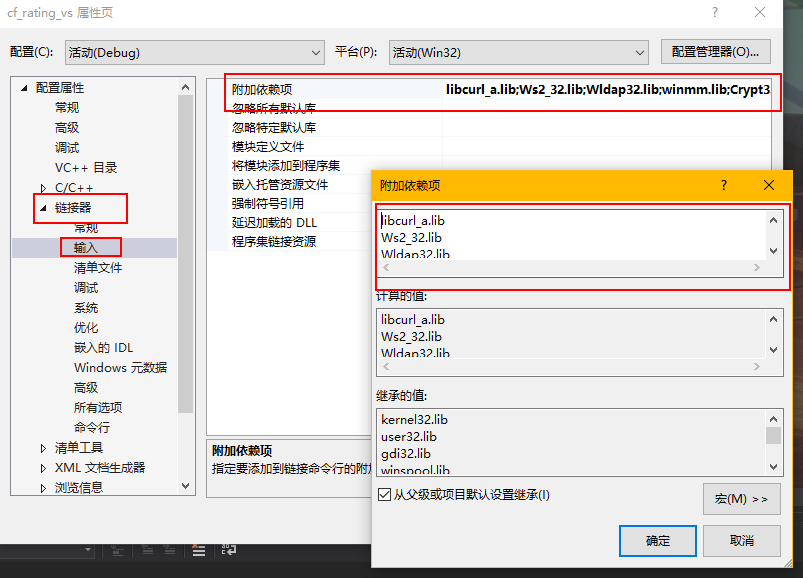 cf_rating_vs 属性页
?
配置(C):
活动(Debug)
平台(P):
活动(Win32)
配置管理器(O)...
配置属性
常规
高级
调试
VC++ 目录
C/C++
链接器
常规
输入
清单文件
调试
系统
优化
嵌入的 IDL
Windows 元数据
高级
所有选项
命令行
清单工具
XML 文档生成器
浏览信息
附加依赖项
libcurl_a.lib;Ws2_32.lib;Wldap32.lib;winmm.lib;Crypt3
忽略所有默认库
忽略特定默认库
模块定义文件
将模块添加到程序集
嵌入托管资源文件
强制符号引用
延迟加载的 DLL
程序集链接资源
附加依赖项
指定要添加到链接命令行的附加
附加依赖项
?
libcurl_a.lib
Ws2_32.lib
Wldap32.lib
计算的值:
libcurl_a.lib
Ws2_32.lib
Wldap32.lib
继承的值:
kernel32.lib
user32.lib
gdi32.lib
winspool.lib
从父级或项目默认设置继承(I)
宏(M) >>
确定
取消